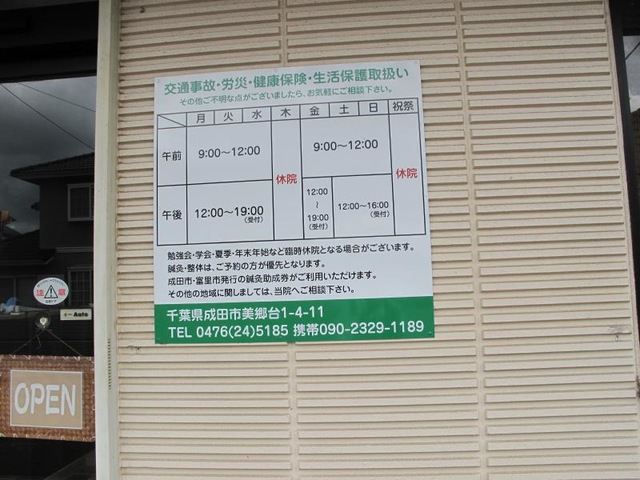 交通事故・労災・健康保険・生活保護取扱い
その他ご不明な点がございましたら、お気軽にご相談下さい。
月 火 水 木 金 土 日 祝祭
午前 9:00～12:00 休院 9:00～12:00 休院
午後 12:00～19:00 (受付) 12:00～19:00 (受付) 12:00～16:00 (受付)
勉強会・学会・夏季・年末年始など臨時休院となる場合がございます。
鍼灸・整体は、ご予約の方が優先となります。
成田市・富里市発行の鍼灸助成券がご利用いただけます。
その他の地域に関しましては、当院へご相談下さい。
千葉県成田市美郷台1-4-11
TEL 0476(24)5185 携帯090-2329-1189
Auto
OPEN